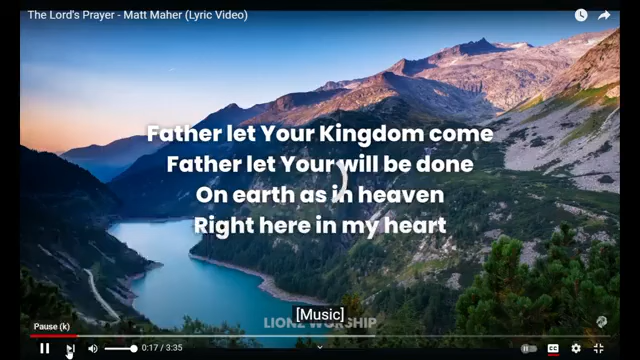 The Lord's Prayer - Matt Maher (Lyric Video)
Father let Your Kingdom come
Father let Your will be done
On earth as in heaven
Right here in my heart
[Music]
LIONZ WORSHIP
Pause (k)
0:17 / 3:35
CC